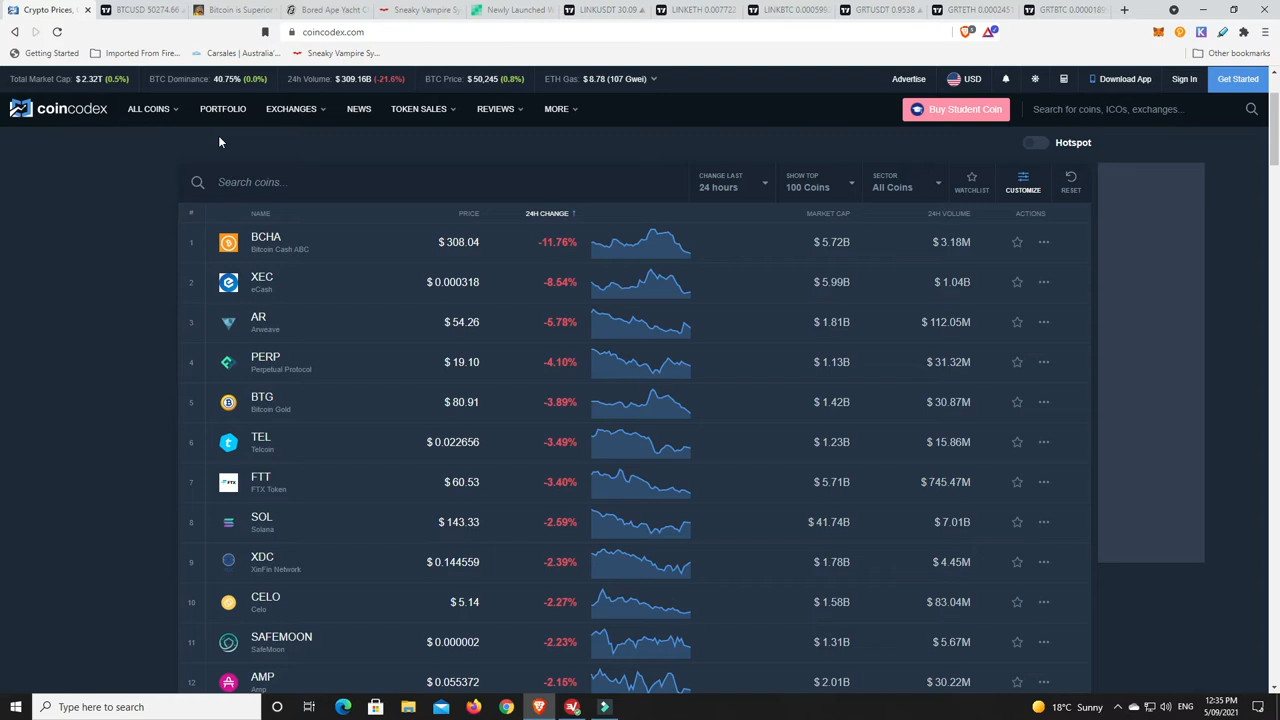 Crypto Prices, C
BTCUSD 50274.66
Bitcoin is Superior
Bored Ape Yacht C
Sneaky Vampire Sy
Newly Launched W
LINKUSD 30.09
LINKETH 0.007722
LINKBTC 0.000599
GRTUSDT 0.9538
GRTETH 0.0002451
GRTBTC 0.0000189
coincodex.com
Getting Started
Imported From Fire...
Carsales | Australia'...
Sneaky Vampire Sy...
Other bookmarks
Total Market Cap: $ 2.32T (0.5%)
BTC Dominance: 40.75% (0.0%)
24h Volume: $ 309.16B (-21.6%)
BTC Price: $ 50,245 (0.8%)
ETH Gas: $ 8.78 (107 Gwei)
Advertise
USD
Download App
Sign In
Get Started
coincodex
ALL COINS
PORTFOLIO
EXCHANGES
NEWS
TOKEN SALES
REVIEWS
MORE
Buy Student Coin
Search for coins, ICOs, exchanges...
Hotspot
Search coins...
CHANGE LAST
24 hours
SHOW TOP
100 Coins
SECTOR
All Coins
WATCHLIST
CUSTOMIZE
RESET
# NAME PRICE 24H CHANGE ↑ MARKET CAP 24H VOLUME ACTIONS
1 BCHA $ 308.04 -11.76% $ 5.72B $ 3.18M
Bitcoin Cash ABC
2 XEC $ 0.000318 -8.54% $ 5.99B $ 1.04B
eCash
3 AR $ 54.26 -5.78% $ 1.81B $ 112.05M
Arweave
4 PERP $ 19.10 -4.10% $ 1.13B $ 31.32M
Perpetual Protocol
5 BTG $ 80.91 -3.89% $ 1.42B $ 30.87M
Bitcoin Gold
6 TEL $ 0.022656 -3.49% $ 1.23B $ 15.86M
Telcoin
7 FTT $ 60.53 -3.40% $ 5.71B $ 745.47M
FTX Token
8 SOL $ 143.33 -2.59% $ 41.74B $ 7.01B
Solana
9 XDC $ 0.144559 -2.39% $ 1.78B $ 4.45M
XinFin Network
10 CELO $ 5.14 -2.27% $ 1.58B $ 83.04M
Celo
11 SAFEMOON $ 0.000002 -2.23% $ 1.31B $ 5.67M
SafeMoon
12 AMP $ 0.055372 -2.15% $ 2.01B $ 30.22M
Amp
Type here to search
18°C Sunny
ENG
12:35 PM
5/09/2021